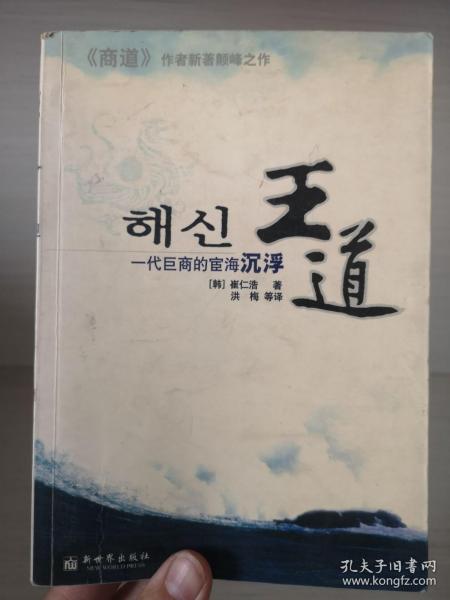 《商道》作者新著颠峰之作
해신
王道
一代巨商的宦海沉浮
[韩] 崔仁浩 著
洪 梅 等译
新世界出版社
NEW WORLD PRESS
孔夫子旧书网
www.kongfz.com